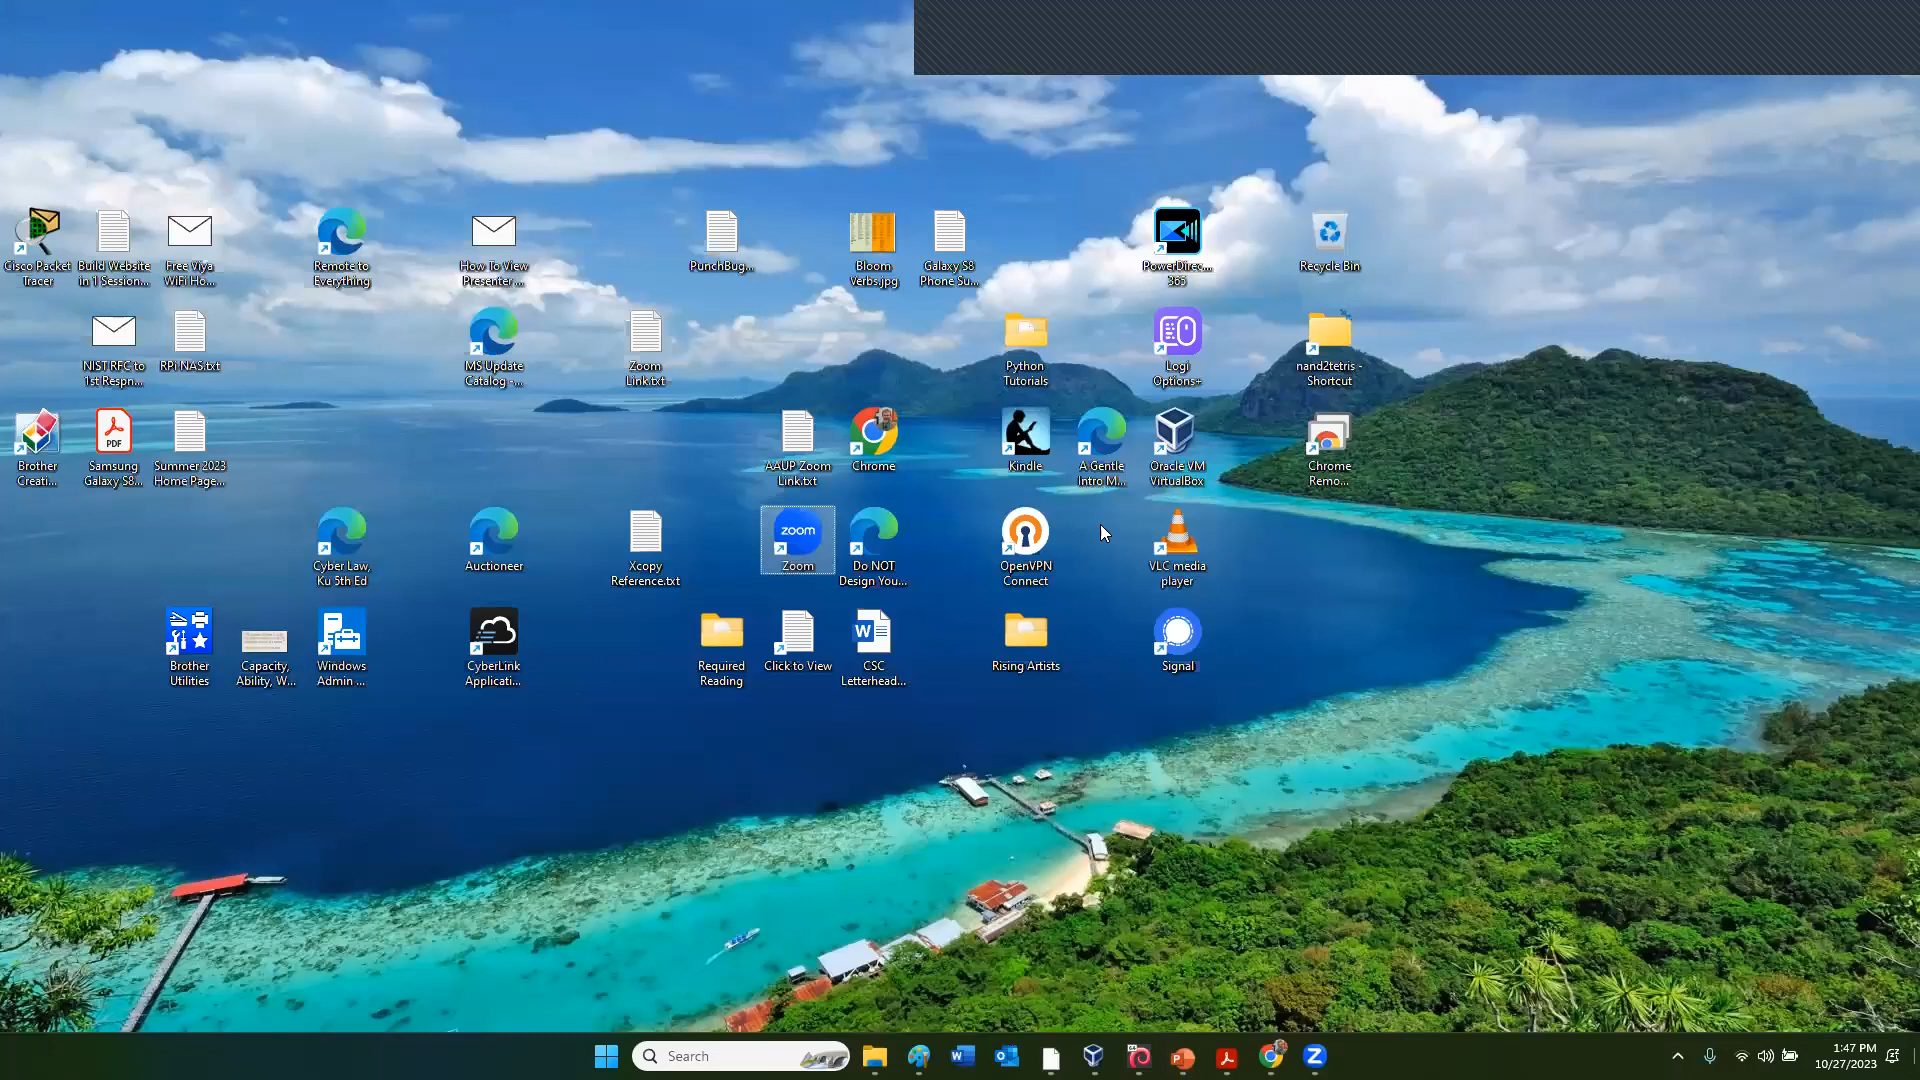 Cisco Packet
Tracer
Build Website
in 1 Session...
Free Viya
WiFi Ho...
Remote to
Everything
How To View
Presenter ...
PunchBug...
Bloom
Verbs.jpg
Galaxy S8
Phone Su...
PowerDirec...
365
Recycle Bin
NIST RFC to
1st Respn...
RPi NAS.txt
MS Update
Catalog -...
Zoom
Link.txt
Python
Tutorials
Logi
Options+
nand2tetris -
Shortcut
PDF
Brother
Creati...
Samsung
Galaxy S8...
Summer 2023
Home Page...
AAUP Zoom
Link.txt
Chrome
Kindle
A Gentle
Intro M...
Oracle VM
VirtualBox
Chrome
Remo...
zoom
Cyber Law,
Ku 5th Ed
Auctioneer
Xcopy
Reference.txt
Zoom
Do NOT
Design You...
OpenVPN
Connect
VLC media
player
W
Brother
Utilities
Capacity,
Ability, W...
Windows
Admin ...
CyberLink
Applicati...
Required
Reading
Click to View
CSC
Letterhead...
Rising Artists
Signal
Search
1:47 PM
10/27/2023